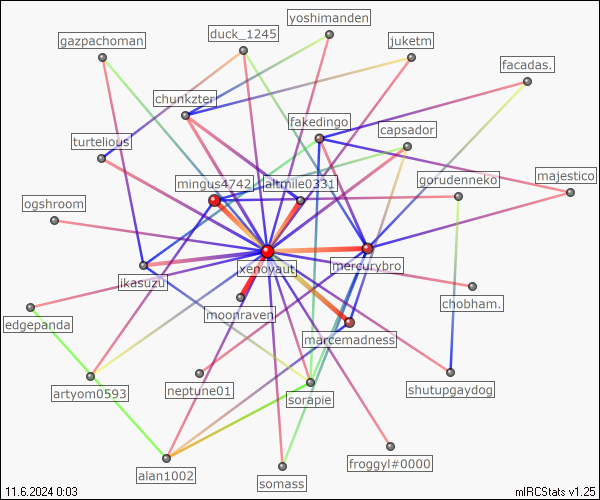 yoshimanden
duck_1245
gazpachoman
juketm
facadas.
chunkzter
fakedingo
capsador
turtelious
majestico
mingus4742
altmile0331
gorudenneko
ogshroom
xenoyaut
mercurybro
ikasuzu
chobham.
moonraven
edgepanda
marcemadness
artyom0593
neptune01
shutupgaydog
sorapie
froggyl#0000
alan1002
somass
11.6.2024 0:03
mIRCStats v1.25